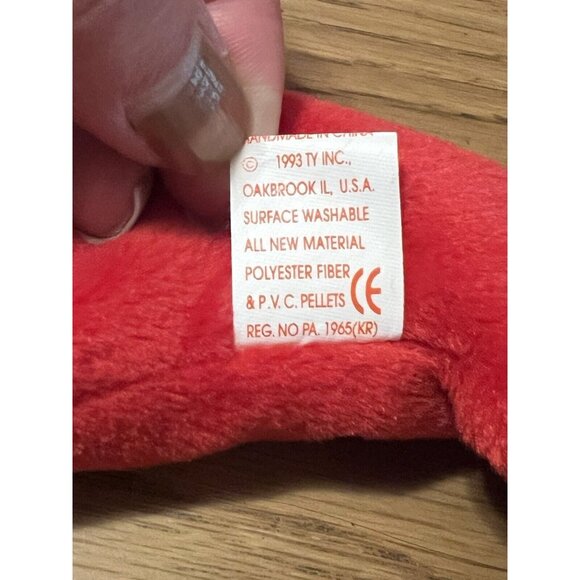 HANDMADE IN CHINA
© 1993 TY INC.,
OAKBROOK IL, U.S.A.
SURFACE WASHABLE
ALL NEW MATERIAL
POLYESTER FIBER
& P.V.C. PELLETS CE
REG. NO PA. 1965(KR)